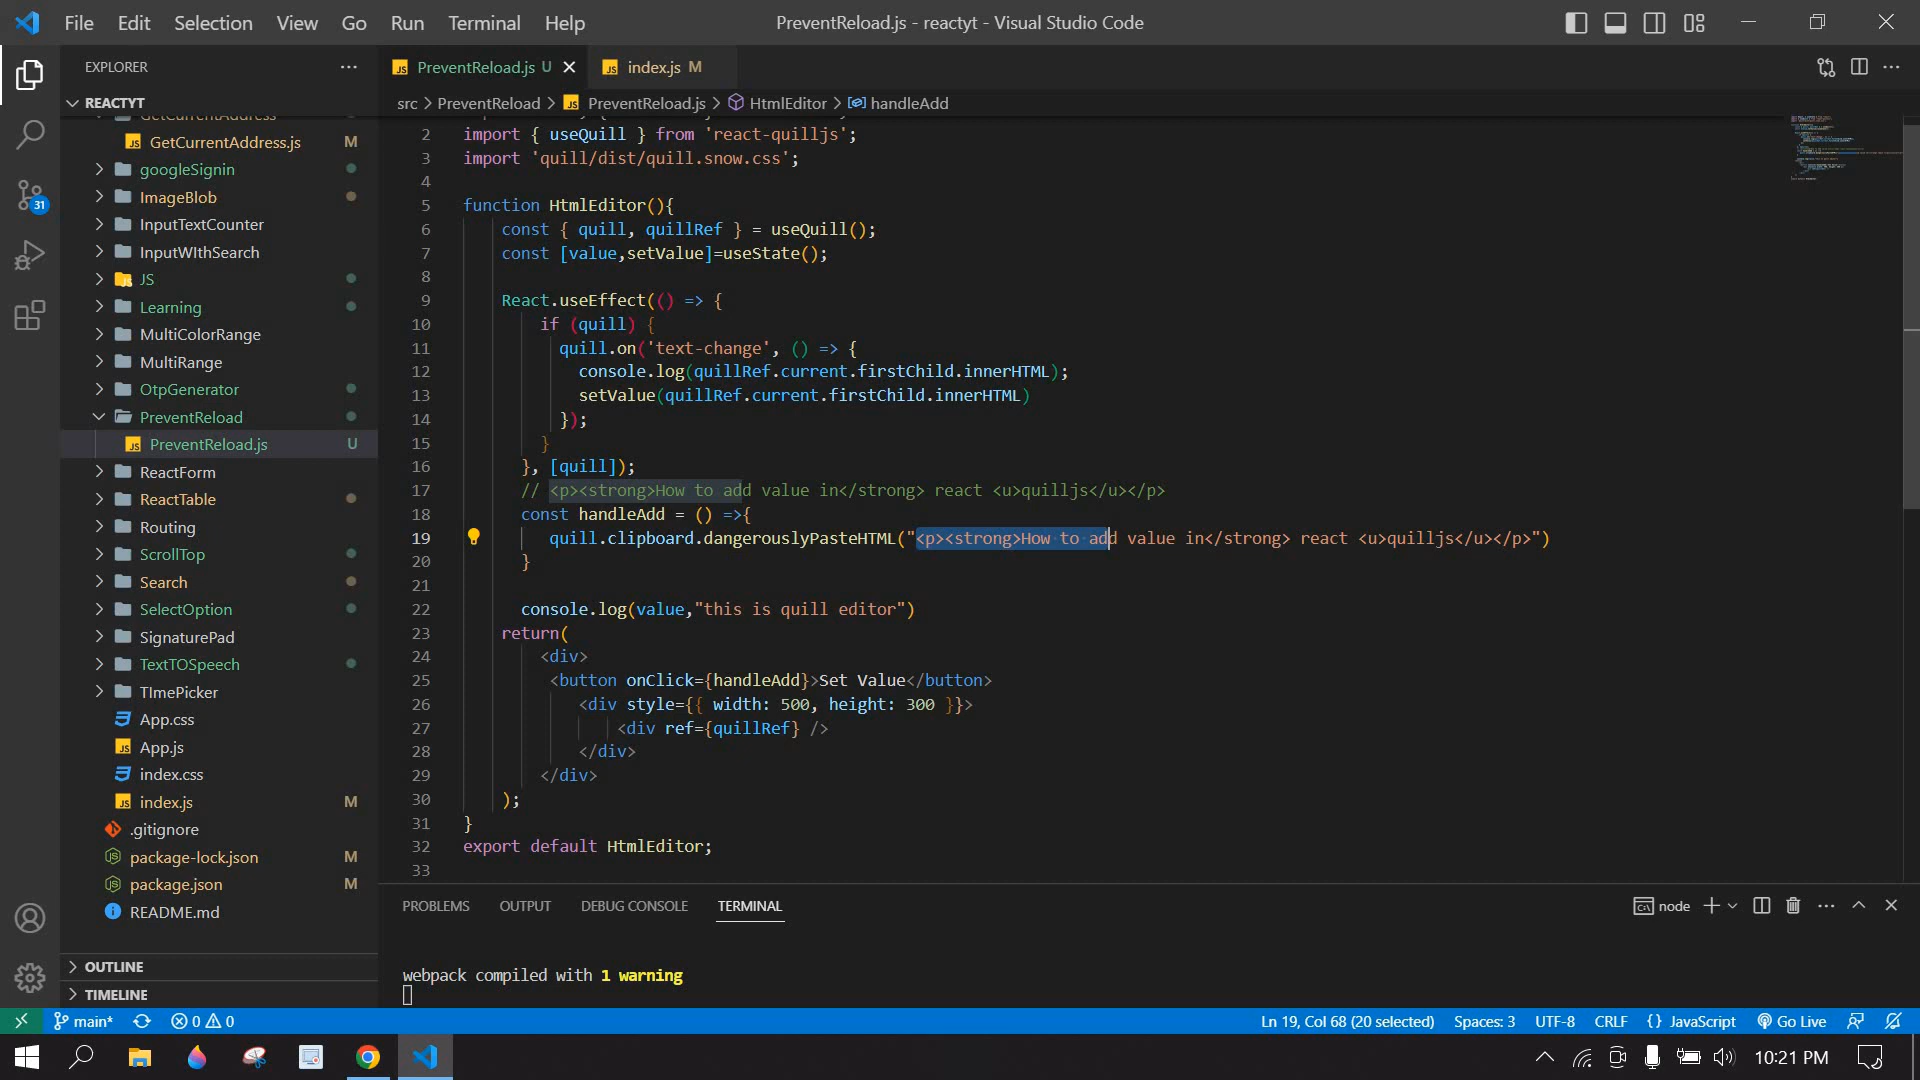 File Edit Selection View Go Run Terminal Help PreventReload.js - reactyt - Visual Studio Code
EXPLORER
REACTYT
GetCurrentAddress
GetCurrentAddress.js M
googleSignin
ImageBlob
InputTextCounter
InputWIthSearch
JS
Learning
MultiColorRange
MultiRange
OtpGenerator
PreventReload
PreventReload.js U
ReactForm
ReactTable
Routing
ScrollTop
Search
SelectOption
SignaturePad
TextTOSpeech
TImePicker
App.css
App.js
index.css
index.js M
.gitignore
package-lock.json M
package.json M
README.md
OUTLINE
TIMELINE
31
PreventReload.js U
index.js M
src > PreventReload > PreventReload.js > HtmlEditor > handleAdd
2 import { useQuill } from 'react-quilljs';
3 import 'quill/dist/quill.snow.css';
4
5 function HtmlEditor(){
6 const { quill, quillRef } = useQuill();
7 const [value,setValue]=useState();
8
9 React.useEffect(() => {
10 if (quill) {
11 quill.on('text-change', () => {
12 console.log(quillRef.current.firstChild.innerHTML);
13 setValue(quillRef.current.firstChild.innerHTML)
14 });
15 }
16 }, [quill]);
17 // <p><strong>How to add value in</strong> react <u>quilljs</u></p>
18 const handleAdd = () =>{
19 quill.clipboard.dangerouslyPasteHTML("<p><strong>How to add value in</strong> react <u>quilljs</u></p>")
20 }
21
22 console.log(value,"this is quill editor")
23 return(
24 <div>
25 <button onClick={handleAdd}>Set Value</button>
26 <div style={{ width: 500, height: 300 }}>
27 <div ref={quillRef} />
28 </div>
29 </div>
30 );
31 }
32 export default HtmlEditor;
33
PROBLEMS OUTPUT DEBUG CONSOLE TERMINAL
node
webpack compiled with 1 warning
main* 0 0 Ln 19, Col 68 (20 selected) Spaces: 3 UTF-8 CRLF {} JavaScript Go Live
10:21 PM